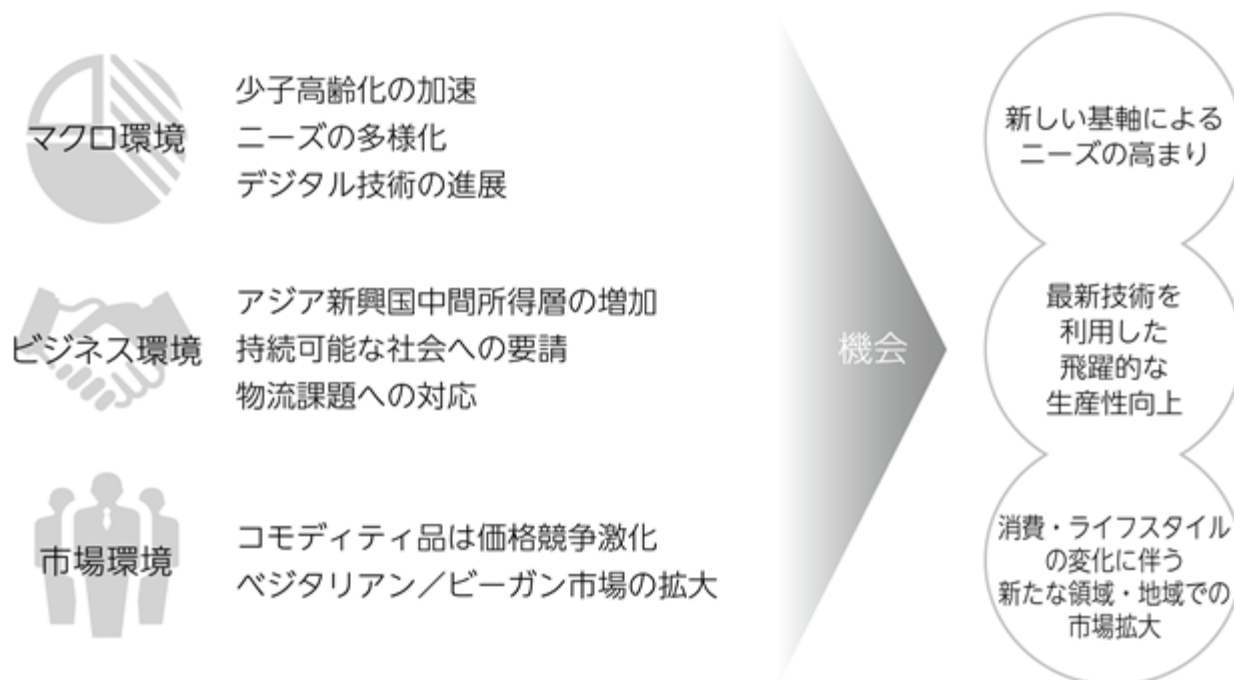 マクロ環境
少子高齢化の加速
ニーズの多様化
デジタル技術の進展
ビジネス環境
アジア新興国中間所得層の増加
持続可能な社会への要請
物流課題への対応
市場環境
コモディティ品は価格競争激化
ベジタリアン／ビーガン市場の拡大
機会
新しい基軸による
ニーズの高まり
最新技術を
利用した
飛躍的な
生産性向上
消費・ライフスタイル
の変化に伴う
新たな領域・地域での
市場拡大